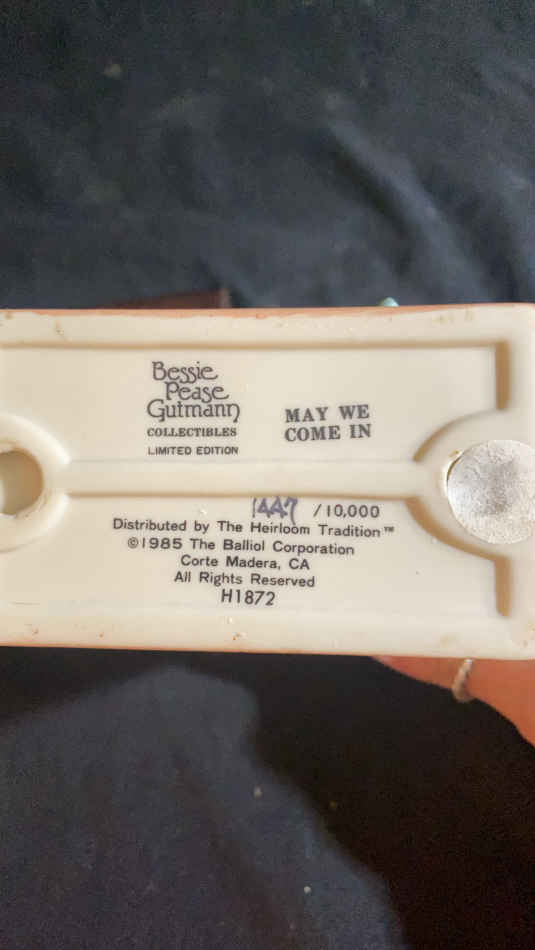 Bessie
Pease
Gutmann
COLLECTIBLES
LIMITED EDITION
MAY WE
COME IN
1447 /10,000
Distributed by The Heirloom Tradition™
©1985 The Balliol Corporation
Corte Madera, CA
All Rights Reserved
H1872